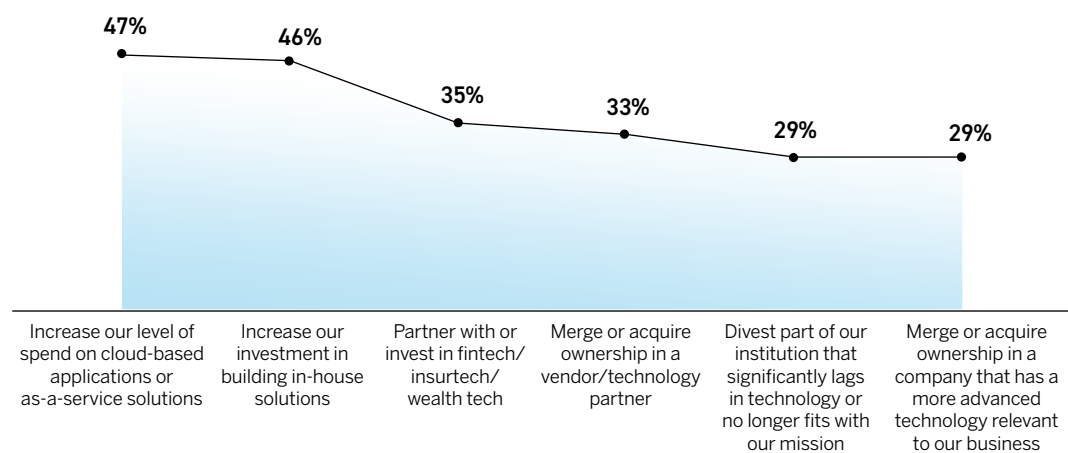 47%
46%
35%
33%
29%
29%
Increase our level of
spend on cloud-based
applications or
as-a-service solutions
Increase our
investment in
building in-house
solutions
Partner with or
invest in fintech/
insurtech/
wealth tech
Merge or acquire
ownership in a
vendor/technology
partner
Divest part of our
institution that
significantly lags
in technology or
no longer fits with
our mission
Merge or acquire
ownership in a
company that has a
more advanced
technology relevant
to our business